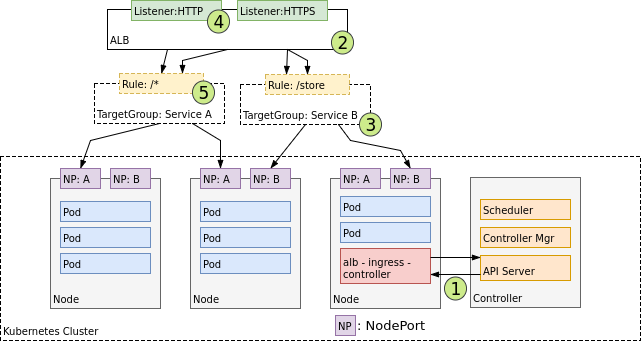 Listener:HTTP
Listener:HTTPS
4
ALB
2
Rule: /*
Rule: /store
5
TargetGroup: Service A
TargetGroup: Service B
3
NP: A
NP: B
NP: A
NP: B
NP: A
NP: B
Pod
Pod
Pod
Pod
Pod
Pod
Pod
Pod
alb - ingress -
controller
Scheduler
Controller Mgr
API Server
1
Node
Node
Node
Controller
NP : NodePort
Kubernetes Cluster